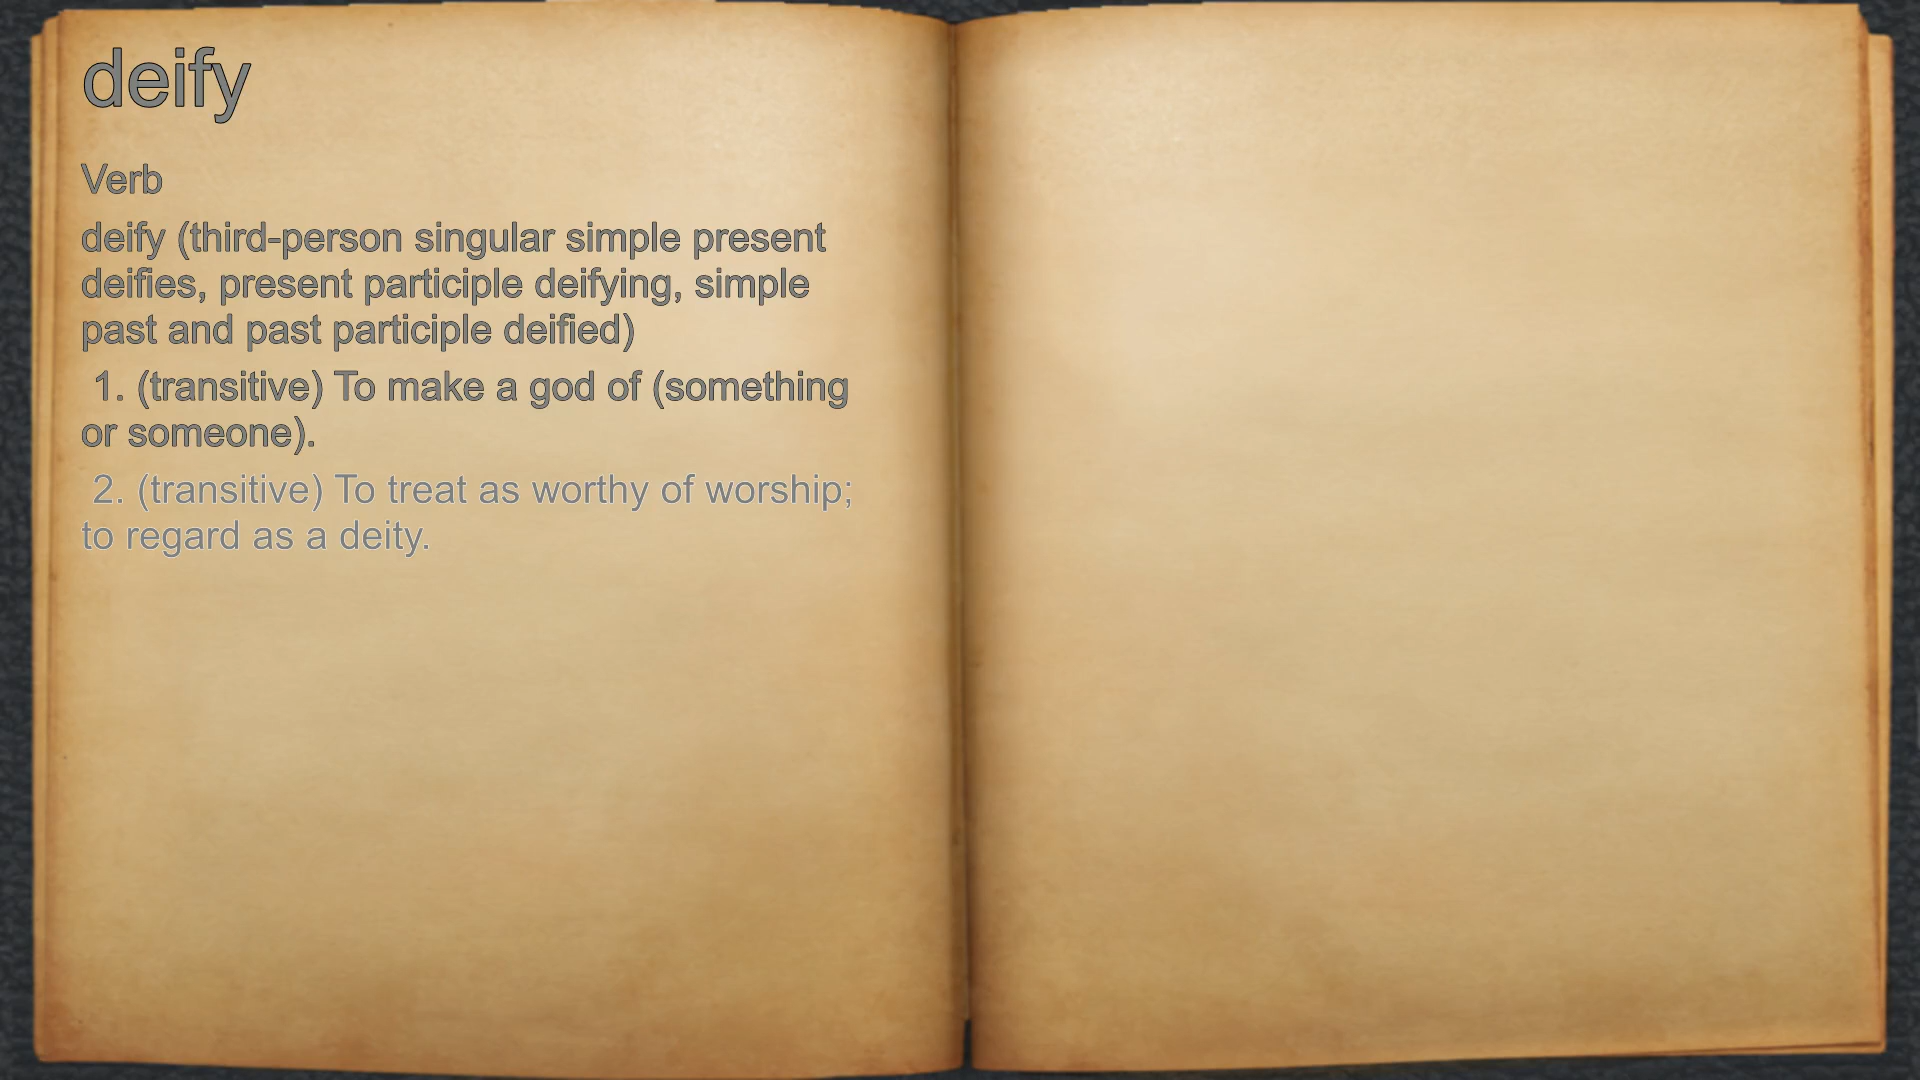 deify
Verb
deify (third-person singular simple present
deifies, present participle deifying, simple
past and past participle deified)
1. (transitive) To make a god of (something
or someone).
2. (transitive) To treat as worthy of worship;
to regard as a deity.